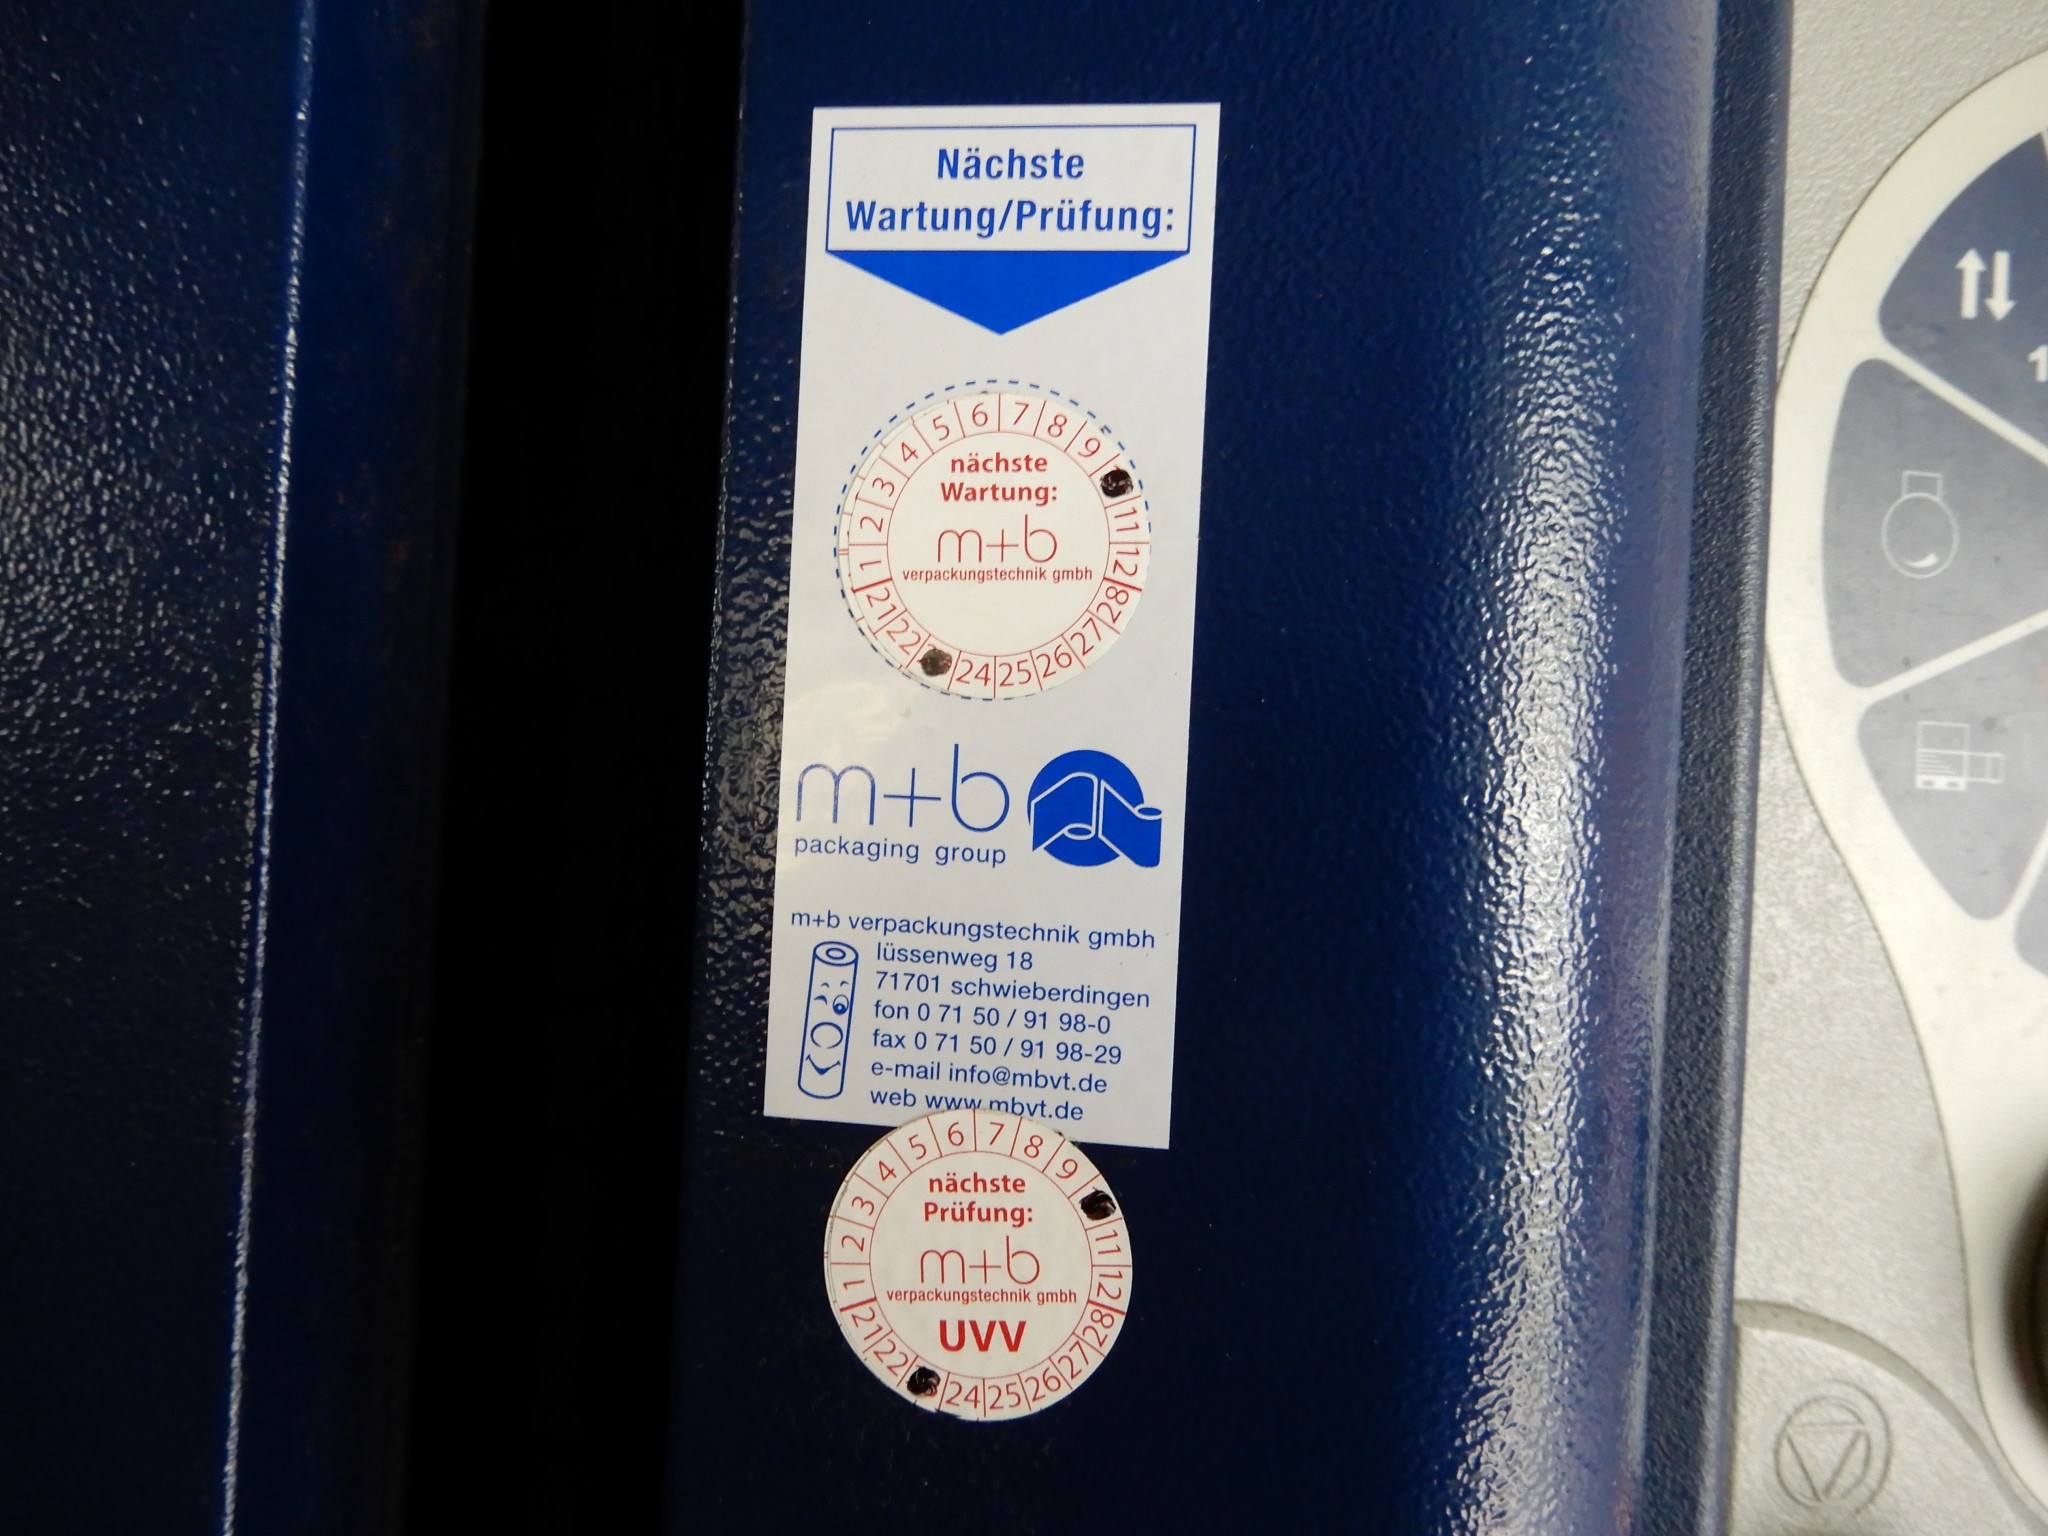 Nächste
Wartung/Prüfung:
1 2 3 4 5 6 7 8 9 11 12
nächste
Wartung:
m+b
verpackungstechnik gmbh
21 22 24 25 26 27 28
m+b
packaging group
m+b verpackungstechnik gmbh
lüssenweg 18
71701 schwieberdingen
fon 0 71 50 / 91 98-0
fax 0 71 50 / 91 98-29
e-mail info@mbvt.de
web www.mbvt.de
1 2 3 4 5 6 7 8 9 11 12
nächste
Prüfung:
m+b
verpackungstechnik gmbh
UVV
21 22 24 25 26 27 28